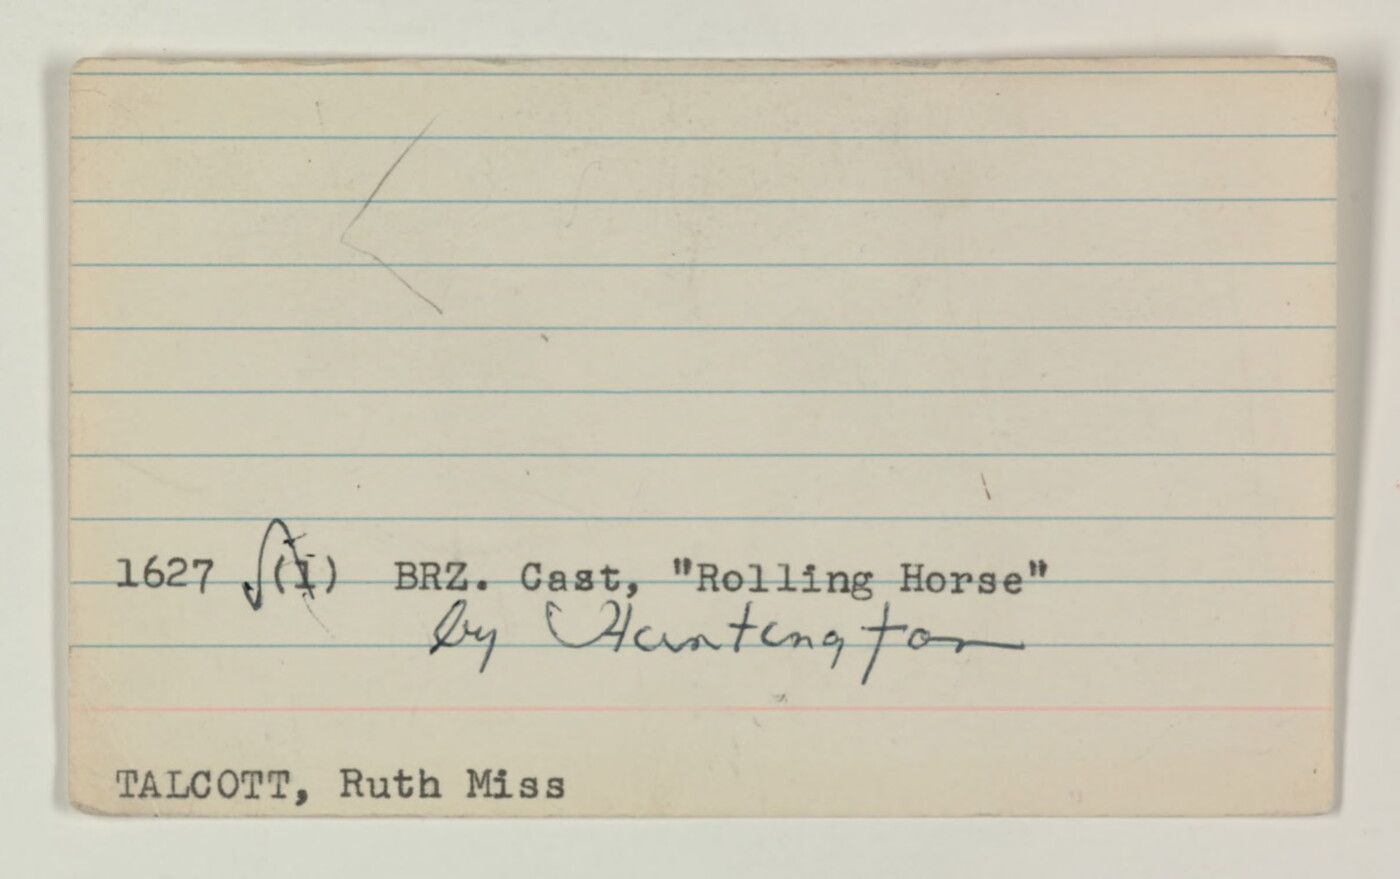 1627 √(1) BRZ. Cast, "Rolling Horse"
by Huntington
TALCOTT, Ruth Miss